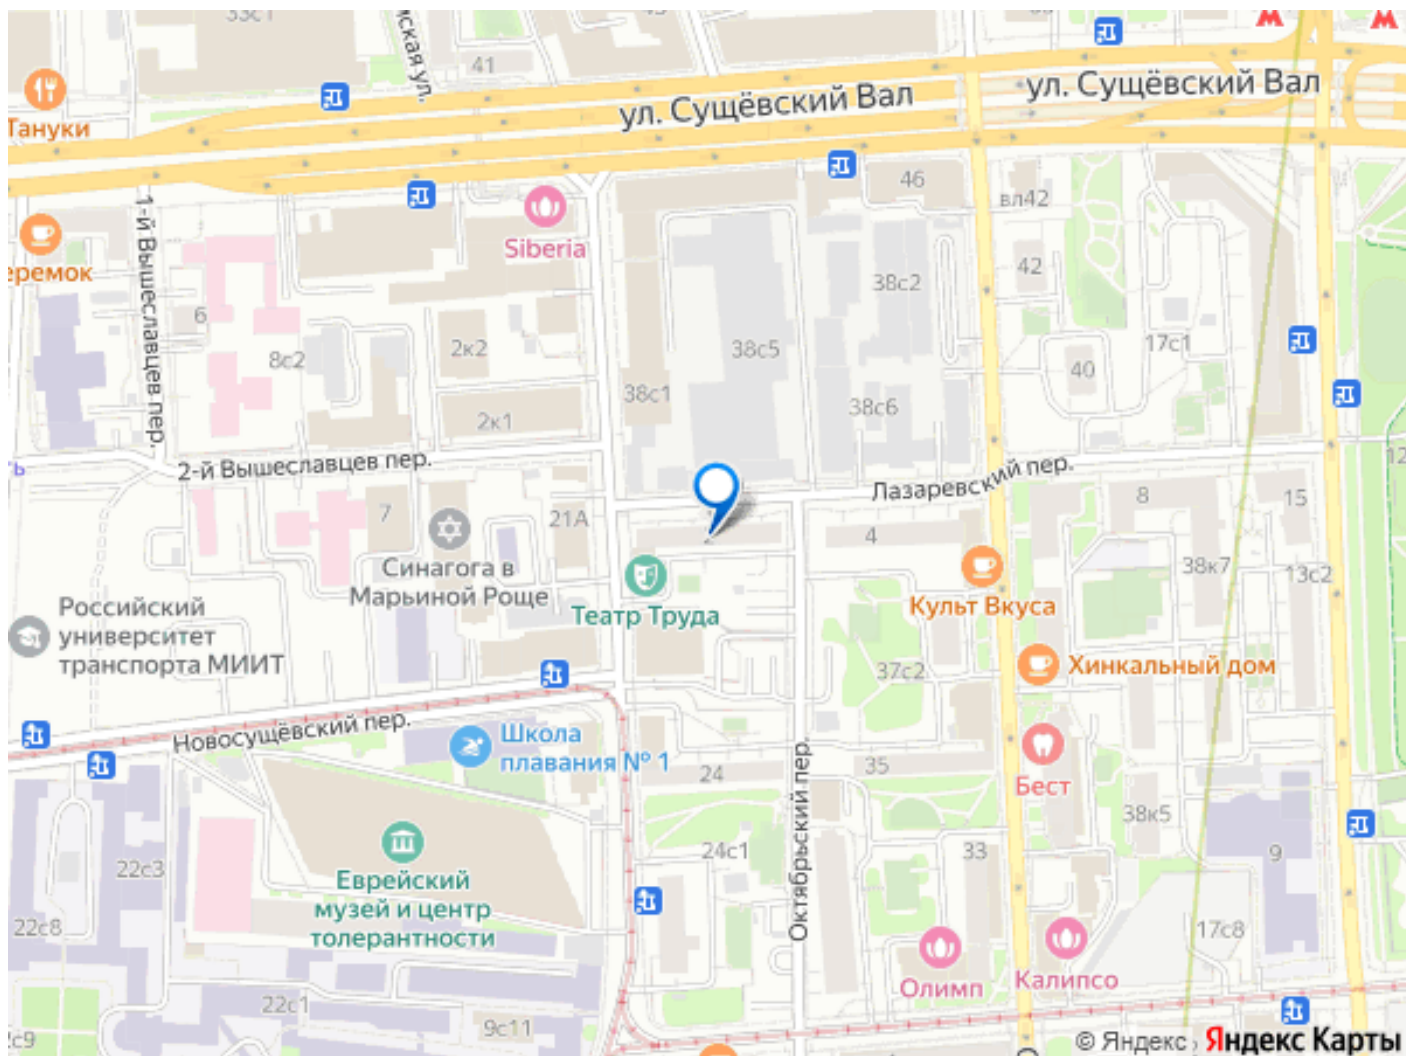 33с1
41
ул. Сущёвский Вал
ул. Сущёвский Вал
Тануки
46
вл42
Siberia
1-й Вышеславцев пер.
42
38с2
6
8с2
2к2
38с5
17с1
40
38с1
38с6
2к1
2-й Вышеславцев пер.
12
Лазаревский пер.
8
15
7
21А
4
Синагога в
Марьиной Роще
38к7
13с2
Театр Труда
Культ Вкуса
Российский
университет
транспорта МИИТ
37с2
Хинкальный дом
Новосущёвский пер.
Школа
плавания № 1
24
35
Бест
Октябрьский пер.
38к5
24с1
33
9
22с3
Еврейский
музей и центр
толерантности
22с8
17с8
Олимп
Калипсо
22с1
9с11
© Яндекс
Яндекс Карты